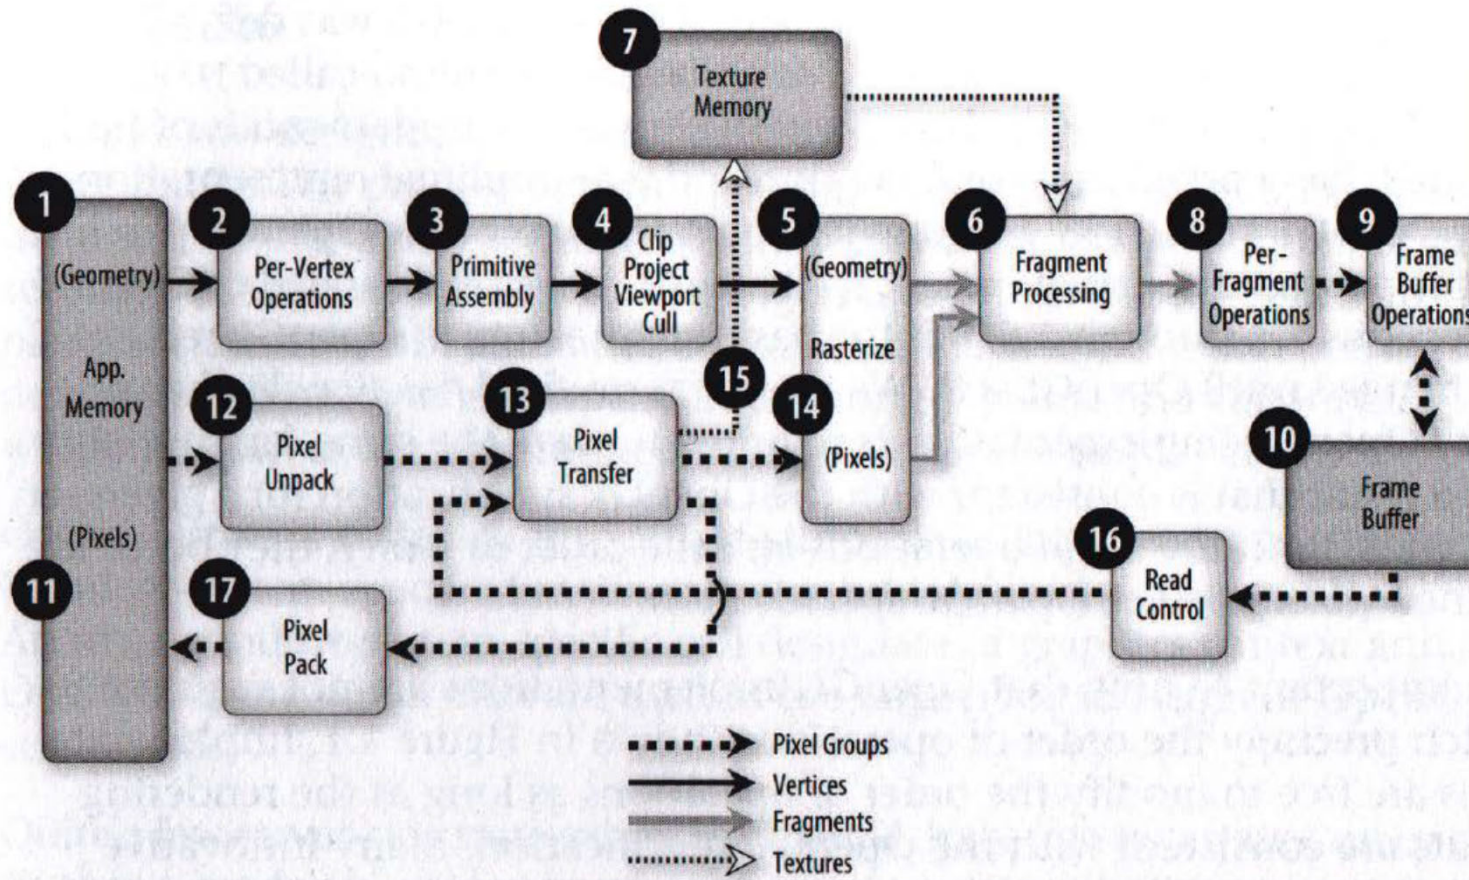 7
Texture
Memory
1
(Geometry)
App.
Memory
(Pixels)
11
2
Per-Vertex
Operations
3
Primitive
Assembly
4
Clip
Project
Viewport
Cull
5
(Geometry)
Rasterize
14
(Pixels)
6
Fragment
Processing
8
Per-
Fragment
Operations
9
Frame
Buffer
Operations
12
Pixel
Unpack
13
Pixel
Transfer
15
10
Frame
Buffer
16
Read
Control
17
Pixel
Pack
Pixel Groups
Vertices
Fragments
Textures